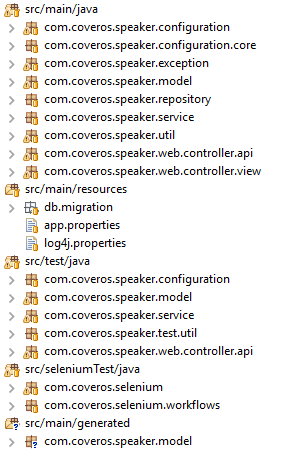 src/main/java
com.coveros.speaker.configuration
com.coveros.speaker.configuration.core
com.coveros.speaker.exception
com.coveros.speaker.model
com.coveros.speaker.repository
com.coveros.speaker.service
com.coveros.speaker.util
com.coveros.speaker.web.controller.api
com.coveros.speaker.web.controller.view
src/main/resources
db.migration
app.properties
log4j.properties
src/test/java
com.coveros.speaker.configuration
com.coveros.speaker.model
com.coveros.speaker.service
com.coveros.speaker.test.util
com.coveros.speaker.web.controller.api
src/seleniumTest/java
com.coveros.selenium
com.coveros.selenium.workflows
src/main/generated
com.coveros.speaker.model